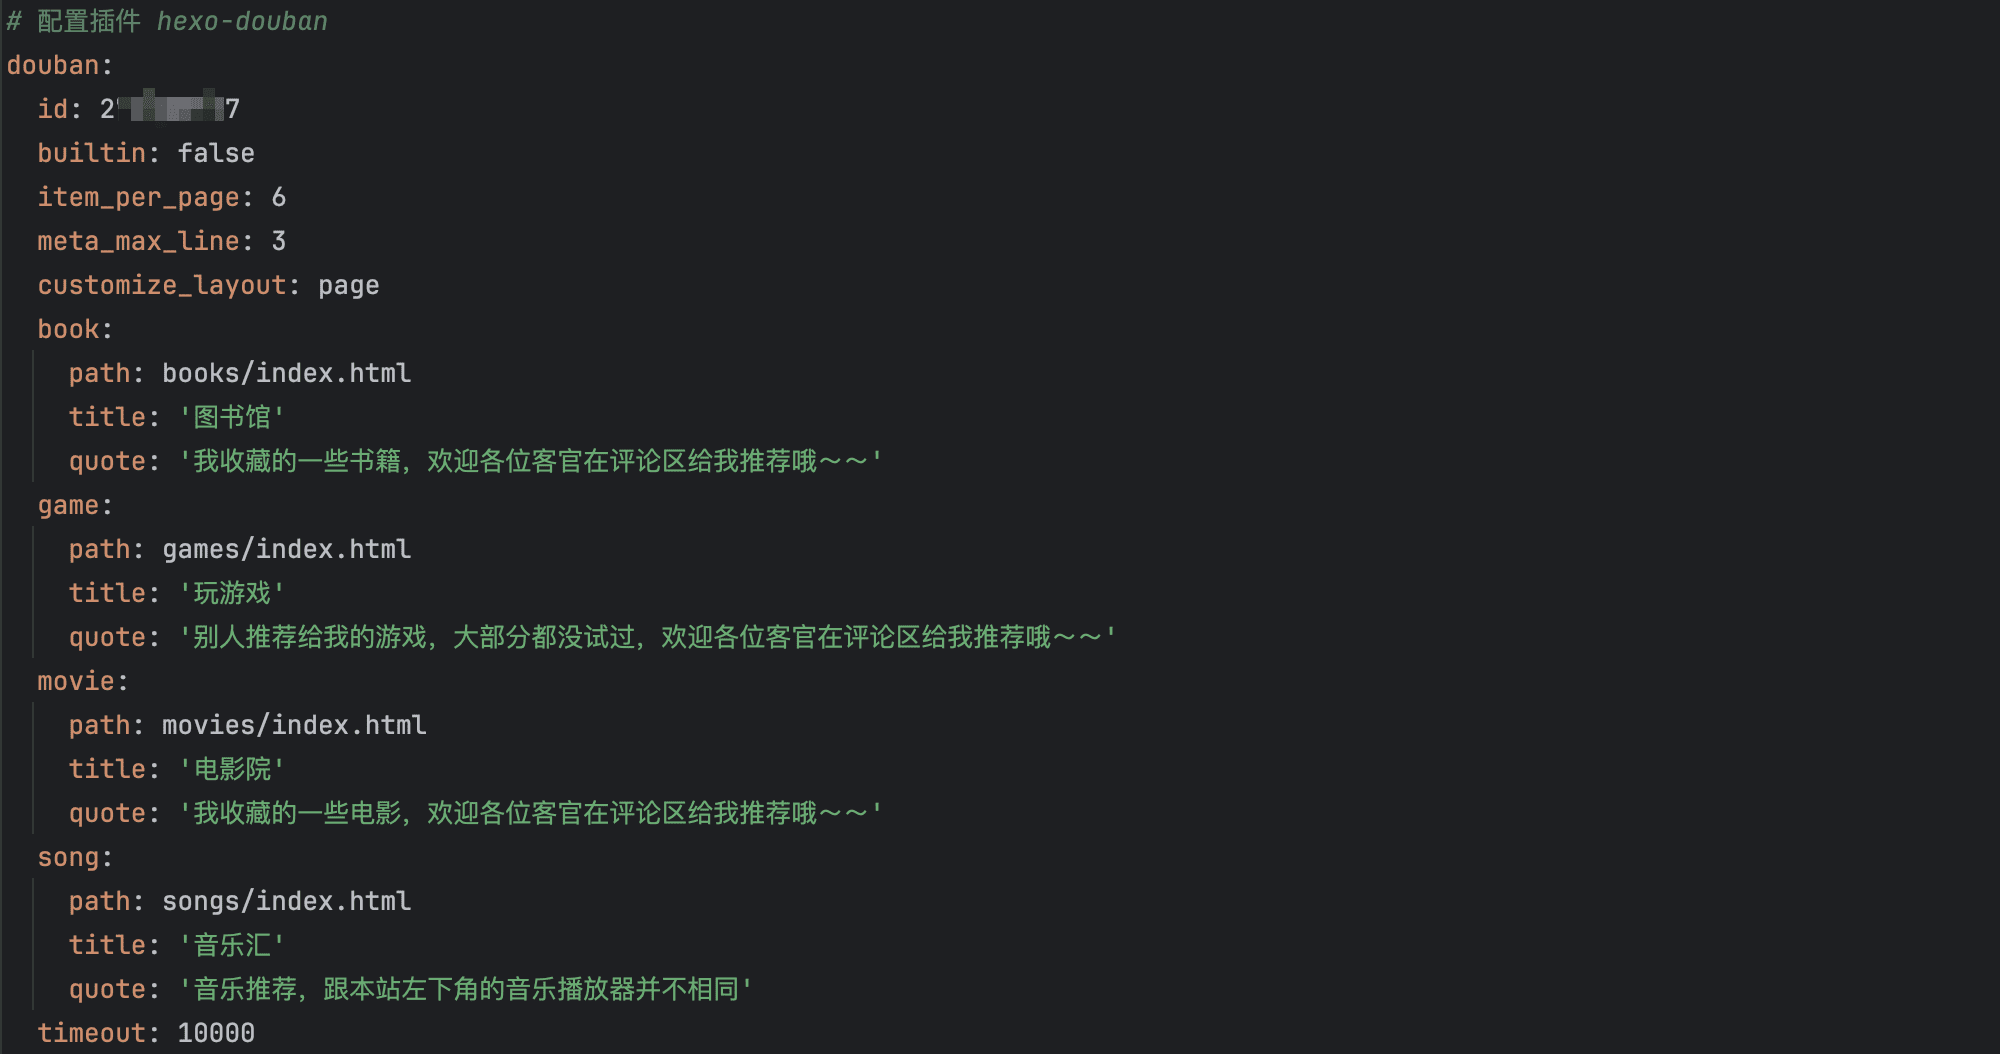 # 配置插件 hexo-douban
douban:
  id: 2 7
  builtin: false
  item_per_page: 6
  meta_max_line: 3
  customize_layout: page
  book:
    path: books/index.html
    title: '图书馆'
    quote: '我收藏的一些书籍，欢迎各位客官在评论区给我推荐哦～～'
  game:
    path: games/index.html
    title: '玩游戏'
    quote: '别人推荐给我的游戏，大部分都没试过，欢迎各位客官在评论区给我推荐哦～～'
  movie:
    path: movies/index.html
    title: '电影院'
    quote: '我收藏的一些电影，欢迎各位客官在评论区给我推荐哦～～'
  song:
    path: songs/index.html
    title: '音乐汇'
    quote: '音乐推荐，跟本站左下角的音乐播放器并不相同'
  timeout: 10000